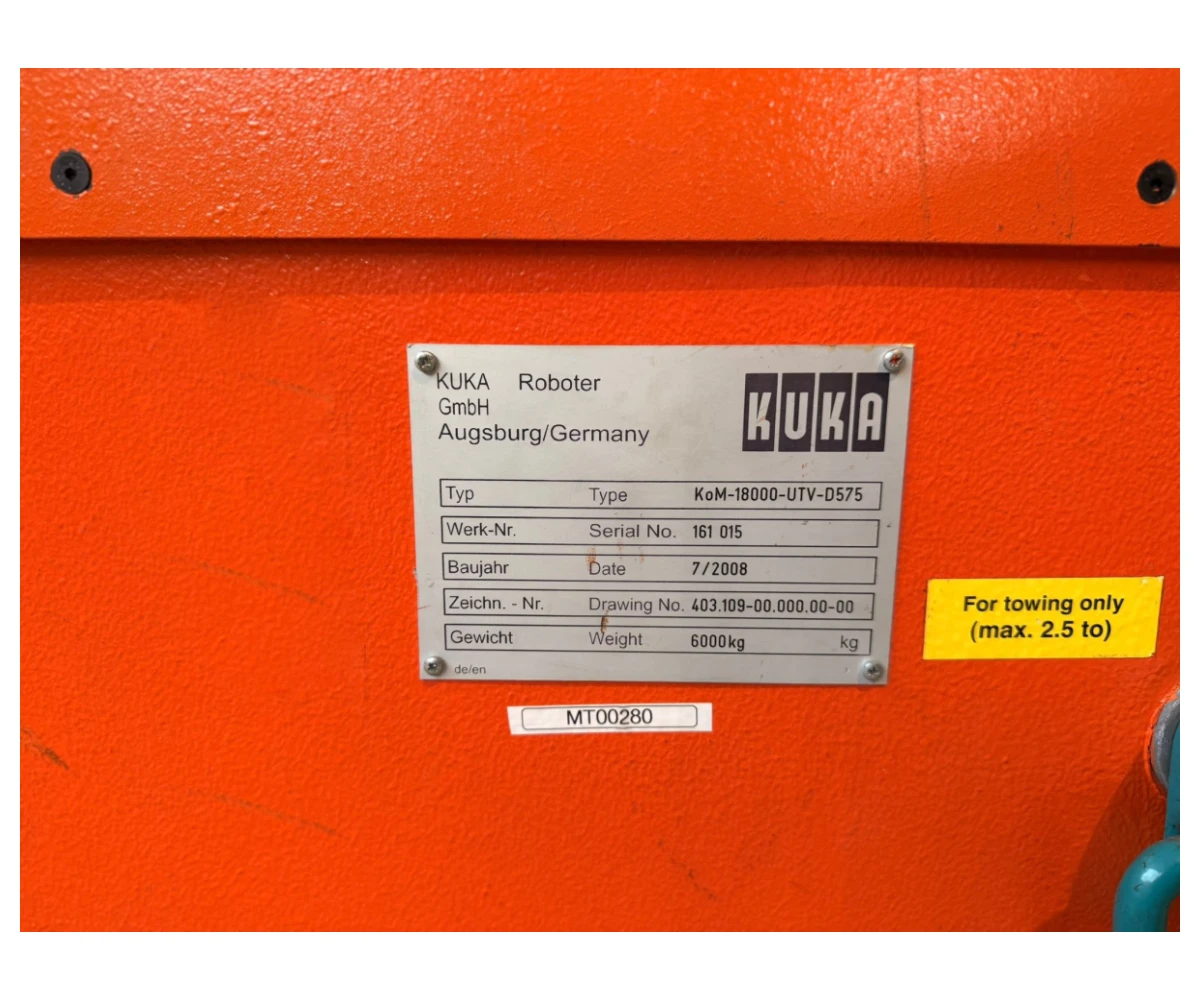 KUKA Roboter
GmbH
Augsburg/Germany
KUKA
Typ Type KoM-18000-UTV-D575
Werk-Nr. Serial No. 161 015
Baujahr Date 7/2008
Zeichn. - Nr. Drawing No. 403.109-00.000.00-00
Gewicht Weight 6000kg kg
de/en
For towing only
(max. 2.5 to)
MT00280